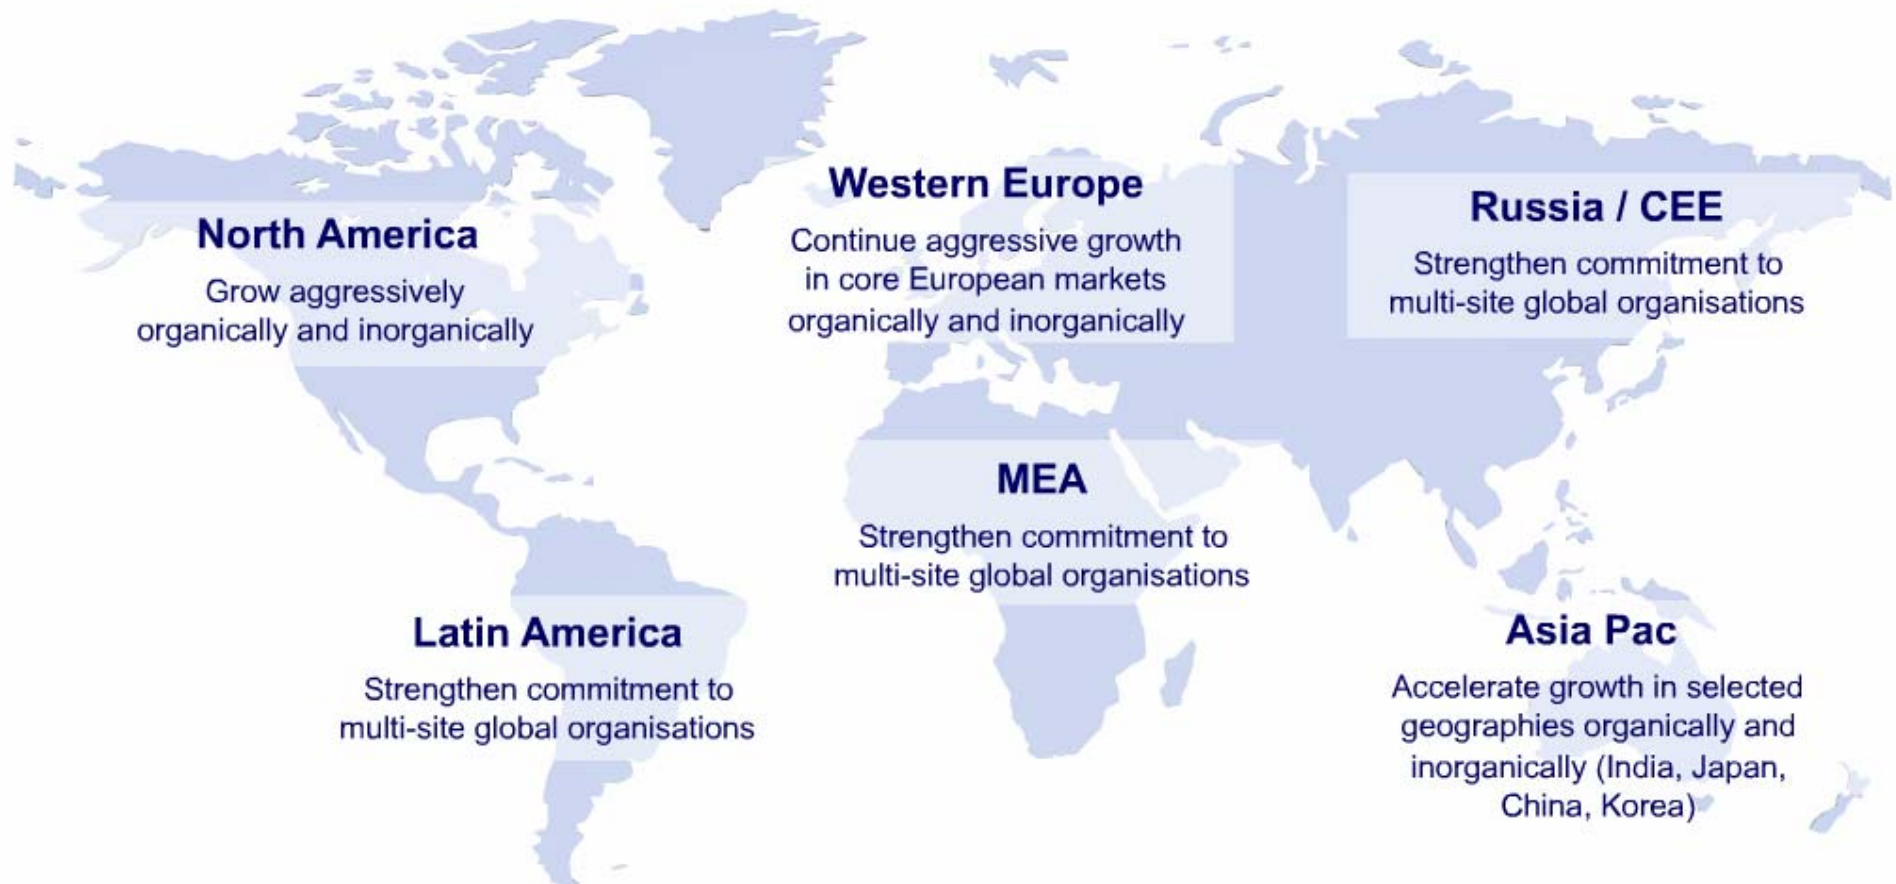 North America
Grow aggressively
organically and inorganically
Western Europe
Continue aggressive growth
in core European markets
organically and inorganically
Russia / CEE
Strengthen commitment to
multi-site global organisations
MEA
Strengthen commitment to
multi-site global organisations
Latin America
Strengthen commitment to
multi-site global organisations
Asia Pac
Accelerate growth in selected
geographies organically and
inorganically (India, Japan,
China, Korea)